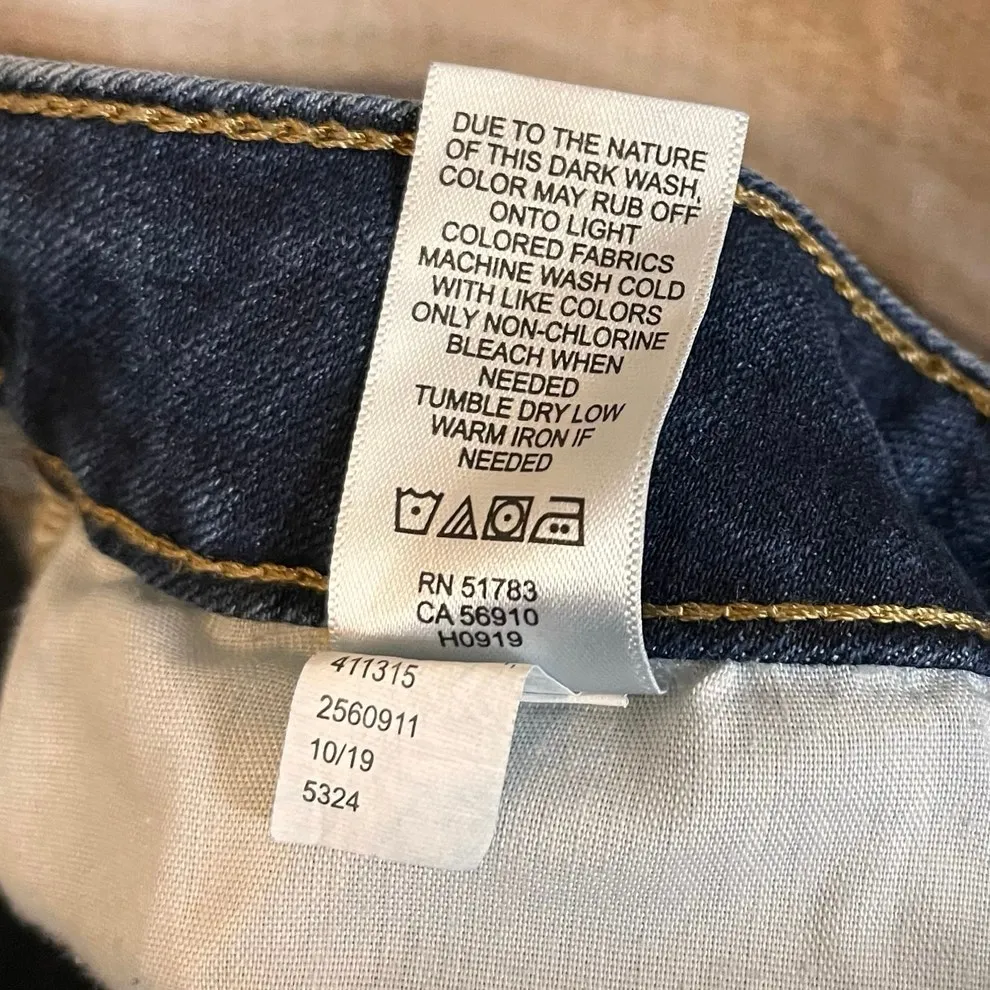 DUE TO THE NATURE
OF THIS DARK WASH,
COLOR MAY RUB OFF
ONTO LIGHT
COLORED FABRICS
MACHINE WASH COLD
WITH LIKE COLORS
ONLY NON-CHLORINE
BLEACH WHEN
NEEDED
TUMBLE DRY LOW
WARM IRON IF
NEEDED
RN 51783
CA 56910
H0919
411315
2560911
10/19
5324